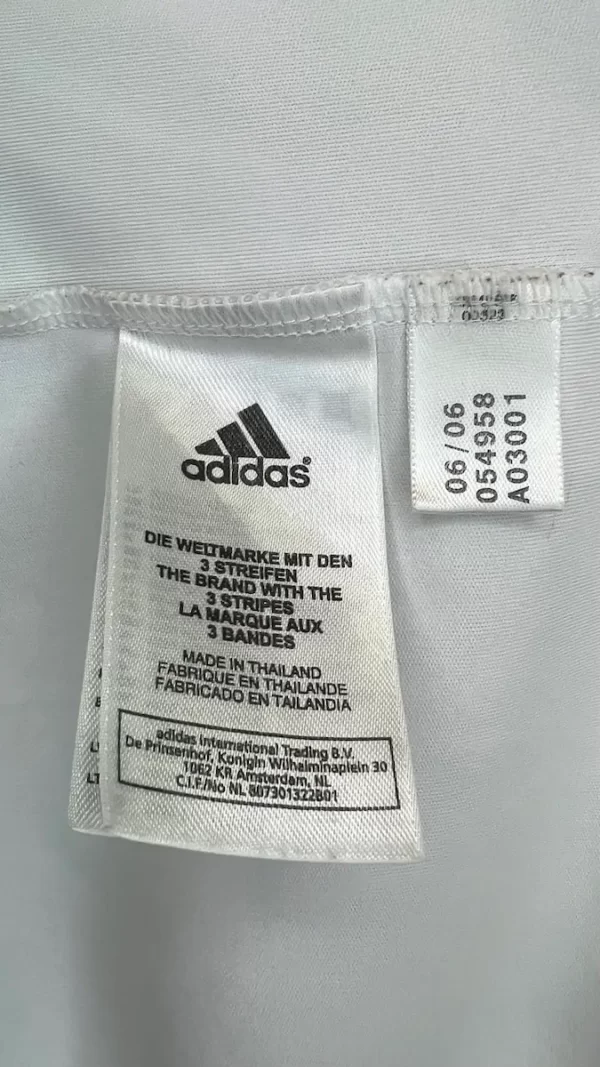 adidas®
DIE WELTMARKE MIT DEN
3 STREIFEN
THE BRAND WITH THE
3 STRIPES
LA MARQUE AUX
3 BANDES
MADE IN THAILAND
FABRIQUE EN THAILANDE
FABRICADO EN TAILANDIA
adidas International Trading B.V.
De Prinsenhof, Konigin Wilhelminaplein 30
1062 KR Amsterdam, NL
C.I.F/No NL 807301322B01
06/06
054958
A03001